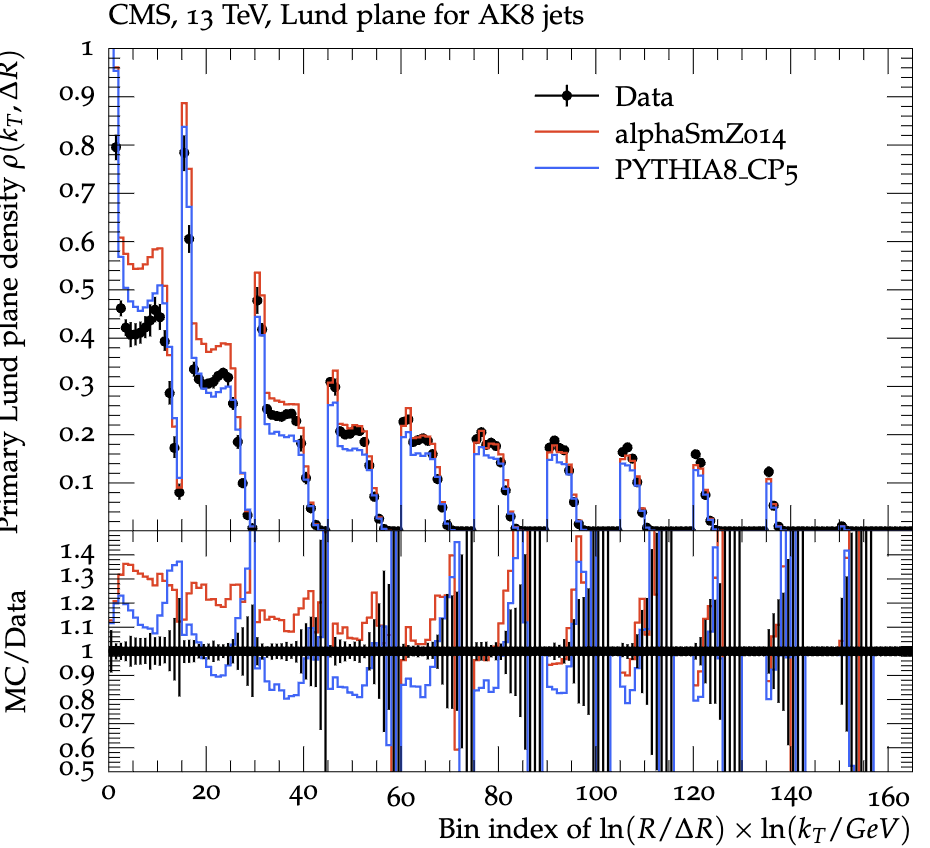 CMS, 13 TeV, Lund plane for AK8 jets
Primary Lund plane density ρ(k_T, ΔR)
1
0.9
0.8
0.7
0.6
0.5
0.4
0.3
0.2
0.1
Data
alphaSmZ014
PYTHIA8_CP5
MC/Data
1.4
1.3
1.2
1.1
1
0.9
0.8
0.7
0.6
0.5
0 20 40 60 80 100 120 140 160
Bin index of ln(R/ΔR) × ln(k_T/GeV)